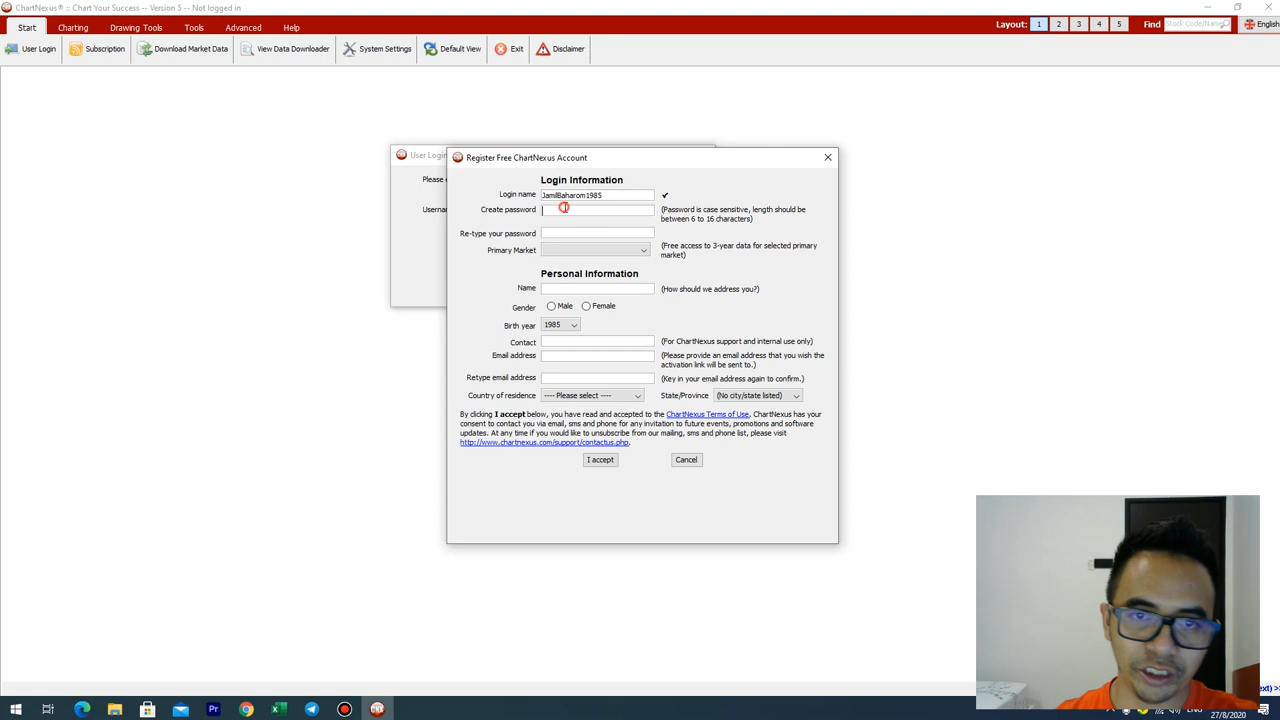 ChartNexus® :: Chart Your Success -- Version 5 -- Not logged in
Start Charting Drawing Tools Tools Advanced Help Layout: 1 2 3 4 5 Find Stock Code/Name English
User Login Subscription Download Market Data View Data Downloader System Settings Default View Exit Disclaimer
User Login
Please e
Userna
Register Free ChartNexus Account
Login Information
Login name JamilBaharom1985 ✔
Create password (Password is case sensitive, length should be
between 6 to 16 characters)
Re-type your password
Primary Market (Free access to 3-year data for selected primary
market)
Personal Information
Name (How should we address you?)
Gender Male Female
Birth year 1985
Contact (For ChartNexus support and internal use only)
Email address (Please provide an email address that you wish the
activation link will be sent to.)
Retype email address (Key in your email address again to confirm.)
Country of residence ---- Please select ---- State/Province (No city/state listed)
By clicking I accept below, you have read and accepted to the ChartNexus Terms of Use. ChartNexus has your
consent to contact you via email, sms and phone for any invitation to future events, promotions and software
updates. At any time if you would like to unsubscribe from our mailing, sms and phone list, please visit
http://www.chartnexus.com/support/contactus.php.
I accept Cancel
ext) >>
Pr
27/8/2020